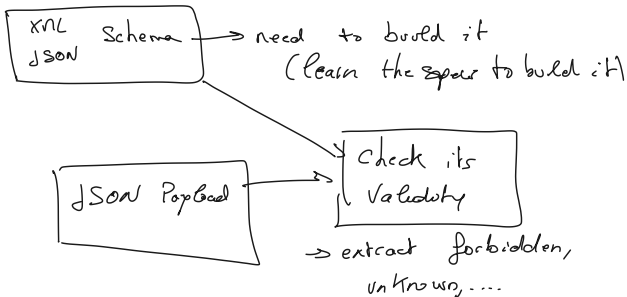 XML
JSON Schema → need to build it
(learn the spec to build it)
JSON Payload
Check its
Validity
→ extract forbidden,
unknown,....